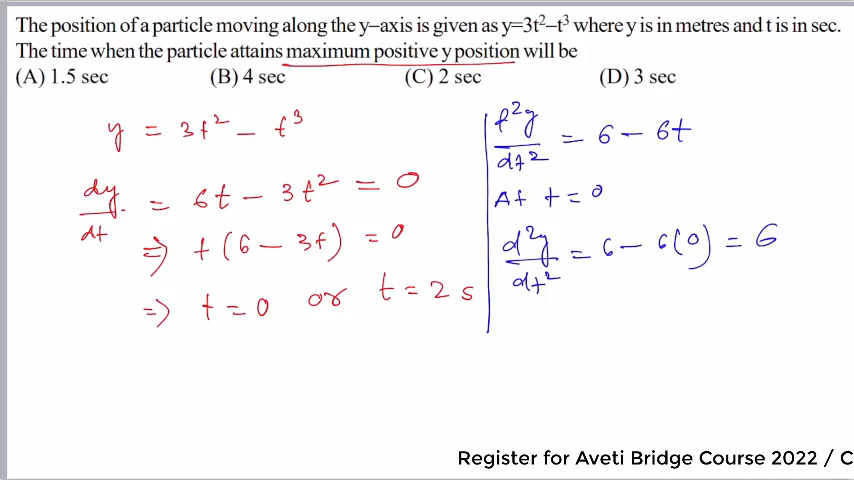 The position of a particle moving along the y–axis is given as y=3t²–t³ where y is in metres and t is in sec.
The time when the particle attains maximum positive y position will be
(A) 1.5 sec (B) 4 sec (C) 2 sec (D) 3 sec
y = 3t² - t³
dy/dt = 6t - 3t² = 0
=> t(6 - 3t) = 0
=> t = 0 or t = 2 s
d²y/dt² = 6 - 6t
At t = 0
d²y/dt² = 6 - 6(0) = 6
Register for Aveti Bridge Course 2022 / C